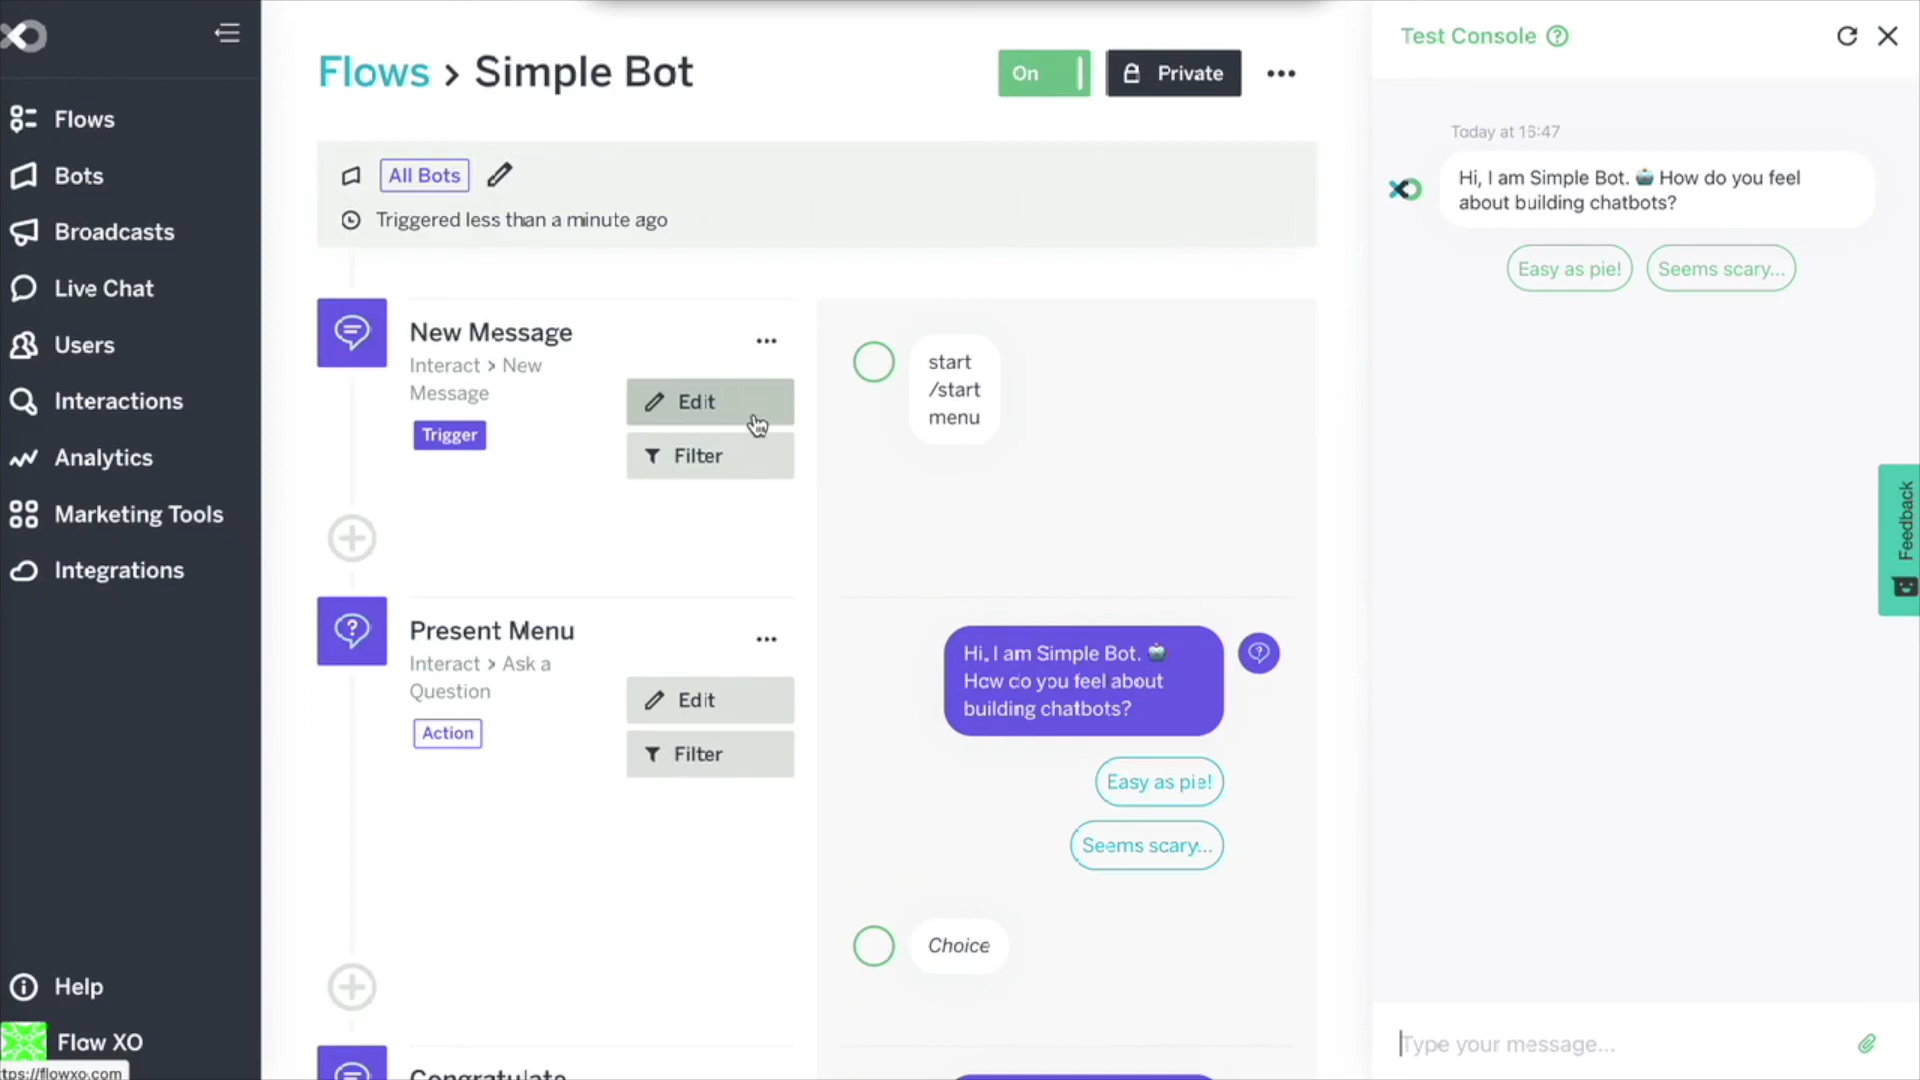 Flows
Bots
Broadcasts
Live Chat
Users
Interactions
Analytics
Marketing Tools
Integrations
Help
Flow XO
ttps://flowxo.com
Flows > Simple Bot
On
Private
All Bots
Triggered less than a minute ago
New Message
Interact > New
Message
Trigger
Edit
Filter
start
/start
menu
Present Menu
Interact > Ask a
Question
Action
Edit
Filter
Hi, I am Simple Bot.
How do you feel about
building chatbots?
Easy as pie!
Seems scary...
Choice
Congratulate
Test Console
Today at 16:47
Hi, I am Simple Bot. How do you feel
about building chatbots?
Easy as pie!
Seems scary...
Feedback
Type your message...